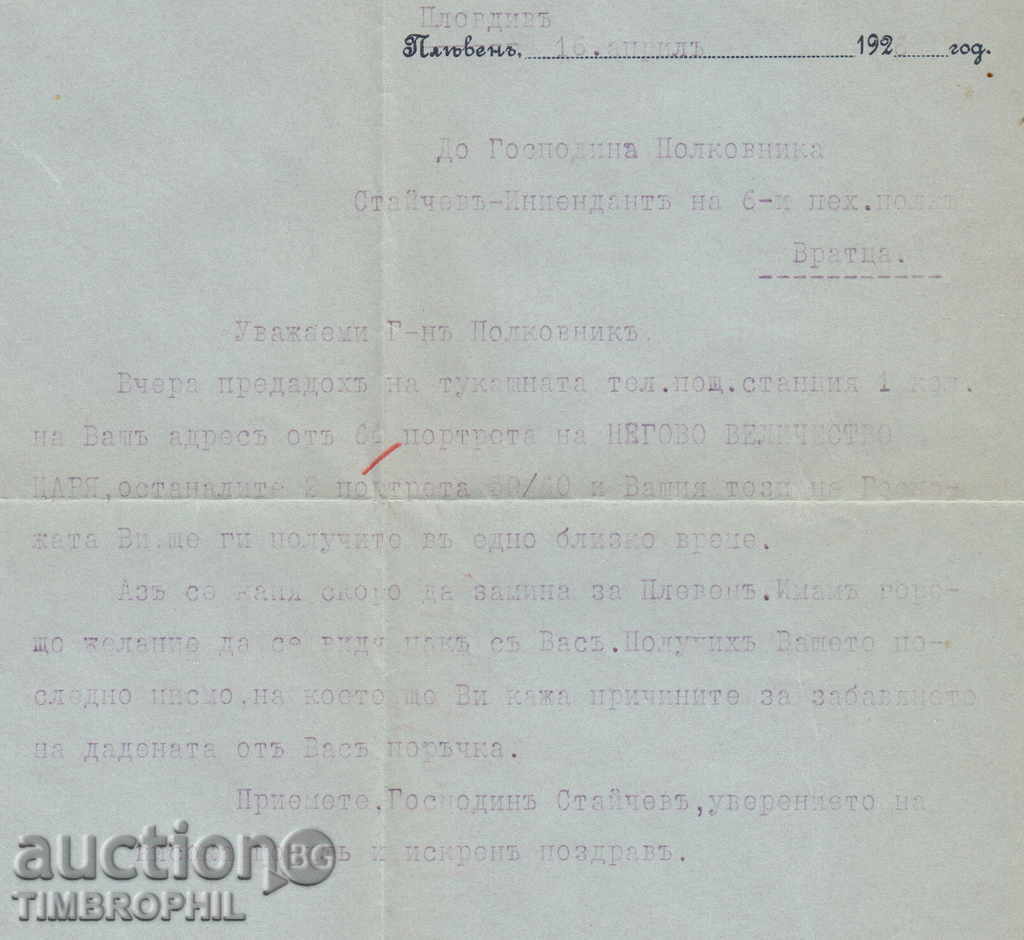 Пловдивъ
Плѣвенъ, 16.априлъ 192 год.
До Господина Полковника
Стайчевъ-Интендантъ на 6-и пех.полкъ
Вратца.
Уважаеми Г-нъ Полковникъ.
Вчера предадохъ на тукашната тел.пощ.станция 1 кол.
на Вашъ адресъ отъ портрета на НЕГОВО ВЕЛИЧЕСТВО
ЦАРЯ,останалите 2 портрета и Вашия този на Госпо-
жата Ви.ще ги получите въ едно близко време.
Азъ се каня скоро да замина за Плевенъ.Имамъ горе-
що желание да се видя пакъ съ Васъ.Получихъ Вашето по-
следно писмо,на което ще Ви кажа причините за забавянето
на дадената отъ Васъ поръчка.
Приемете,Господинъ Стайчевъ,уверението на
и искренъ поздравъ.
auction BG
TIMBROPHIL